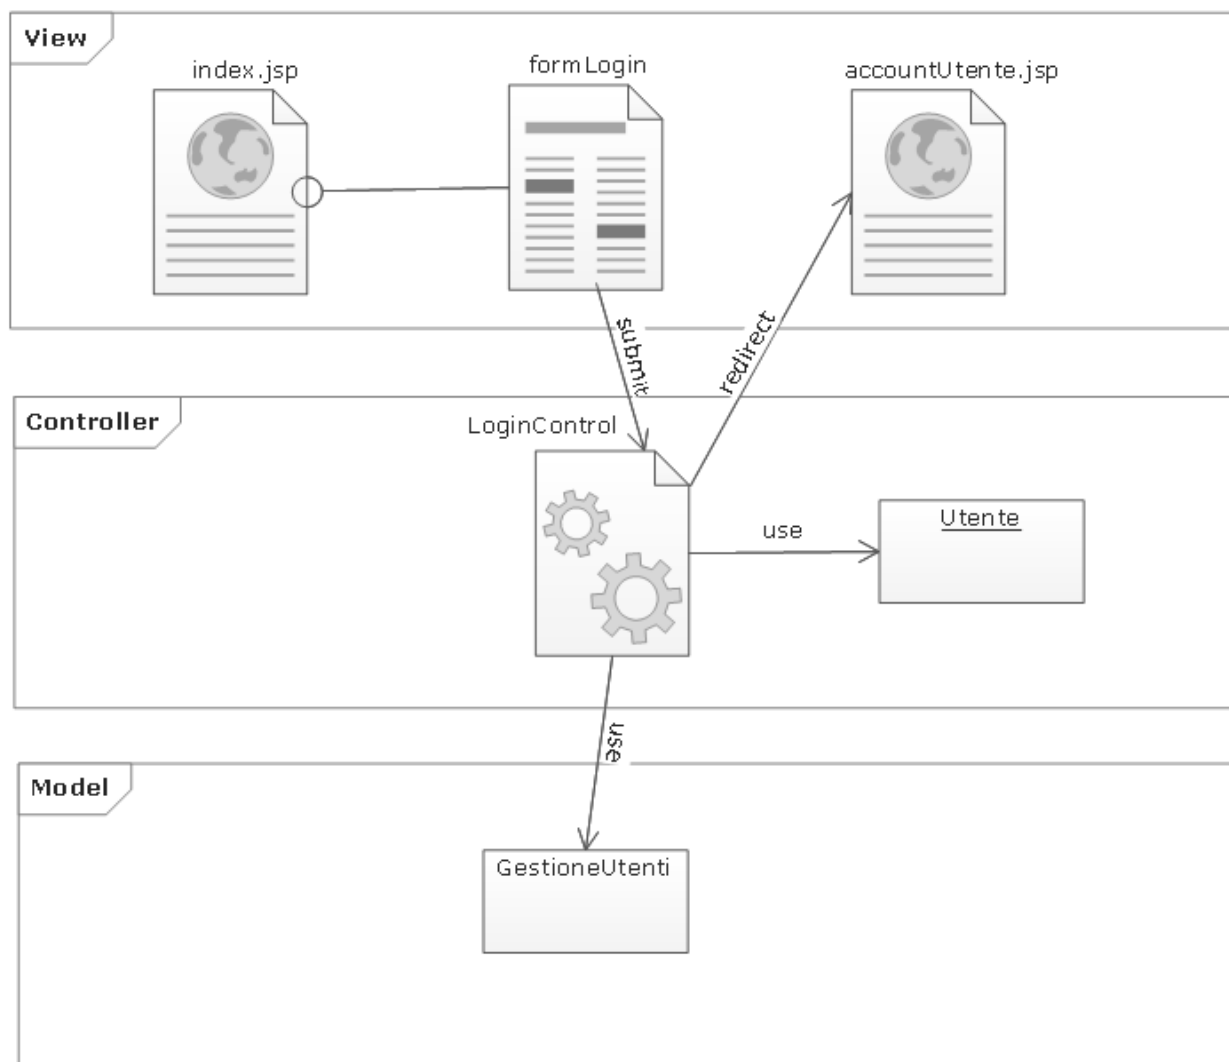 View
index.jsp
formLogin
accountUtente.jsp
submit
redirect
Controller
LoginControl
use
Utente
use
Model
GestioneUtenti